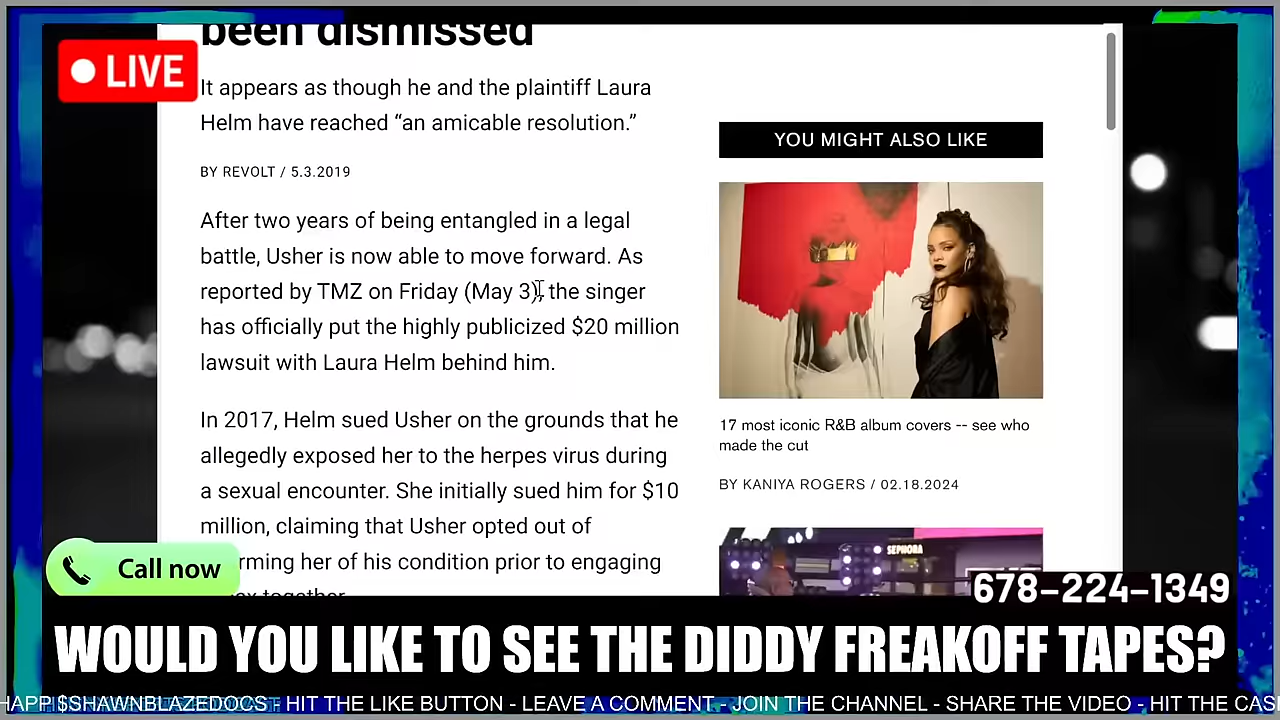 been dismissed
LIVE
It appears as though he and the plaintiff Laura
Helm have reached “an amicable resolution.”
BY REVOLT / 5.3.2019
After two years of being entangled in a legal
battle, Usher is now able to move forward. As
reported by TMZ on Friday (May 3), the singer
has officially put the highly publicized $20 million
lawsuit with Laura Helm behind him.
In 2017, Helm sued Usher on the grounds that he
allegedly exposed her to the herpes virus during
a sexual encounter. She initially sued him for $10
million, claiming that Usher opted out of
rming her of his condition prior to engaging
together.
YOU MIGHT ALSO LIKE
17 most iconic R&B album covers -- see who
made the cut
BY KANIYA ROGERS / 02.18.2024
SEPHORA
Call now
678-224-1349
WOULD YOU LIKE TO SEE THE DIDDY FREAKOFF TAPES?
HAPP $SHAWNBLAZEDOCS - HIT THE LIKE BUTTON - LEAVE A COMMENT - JOIN THE CHANNEL - SHARE THE VIDEO - HIT THE CAS